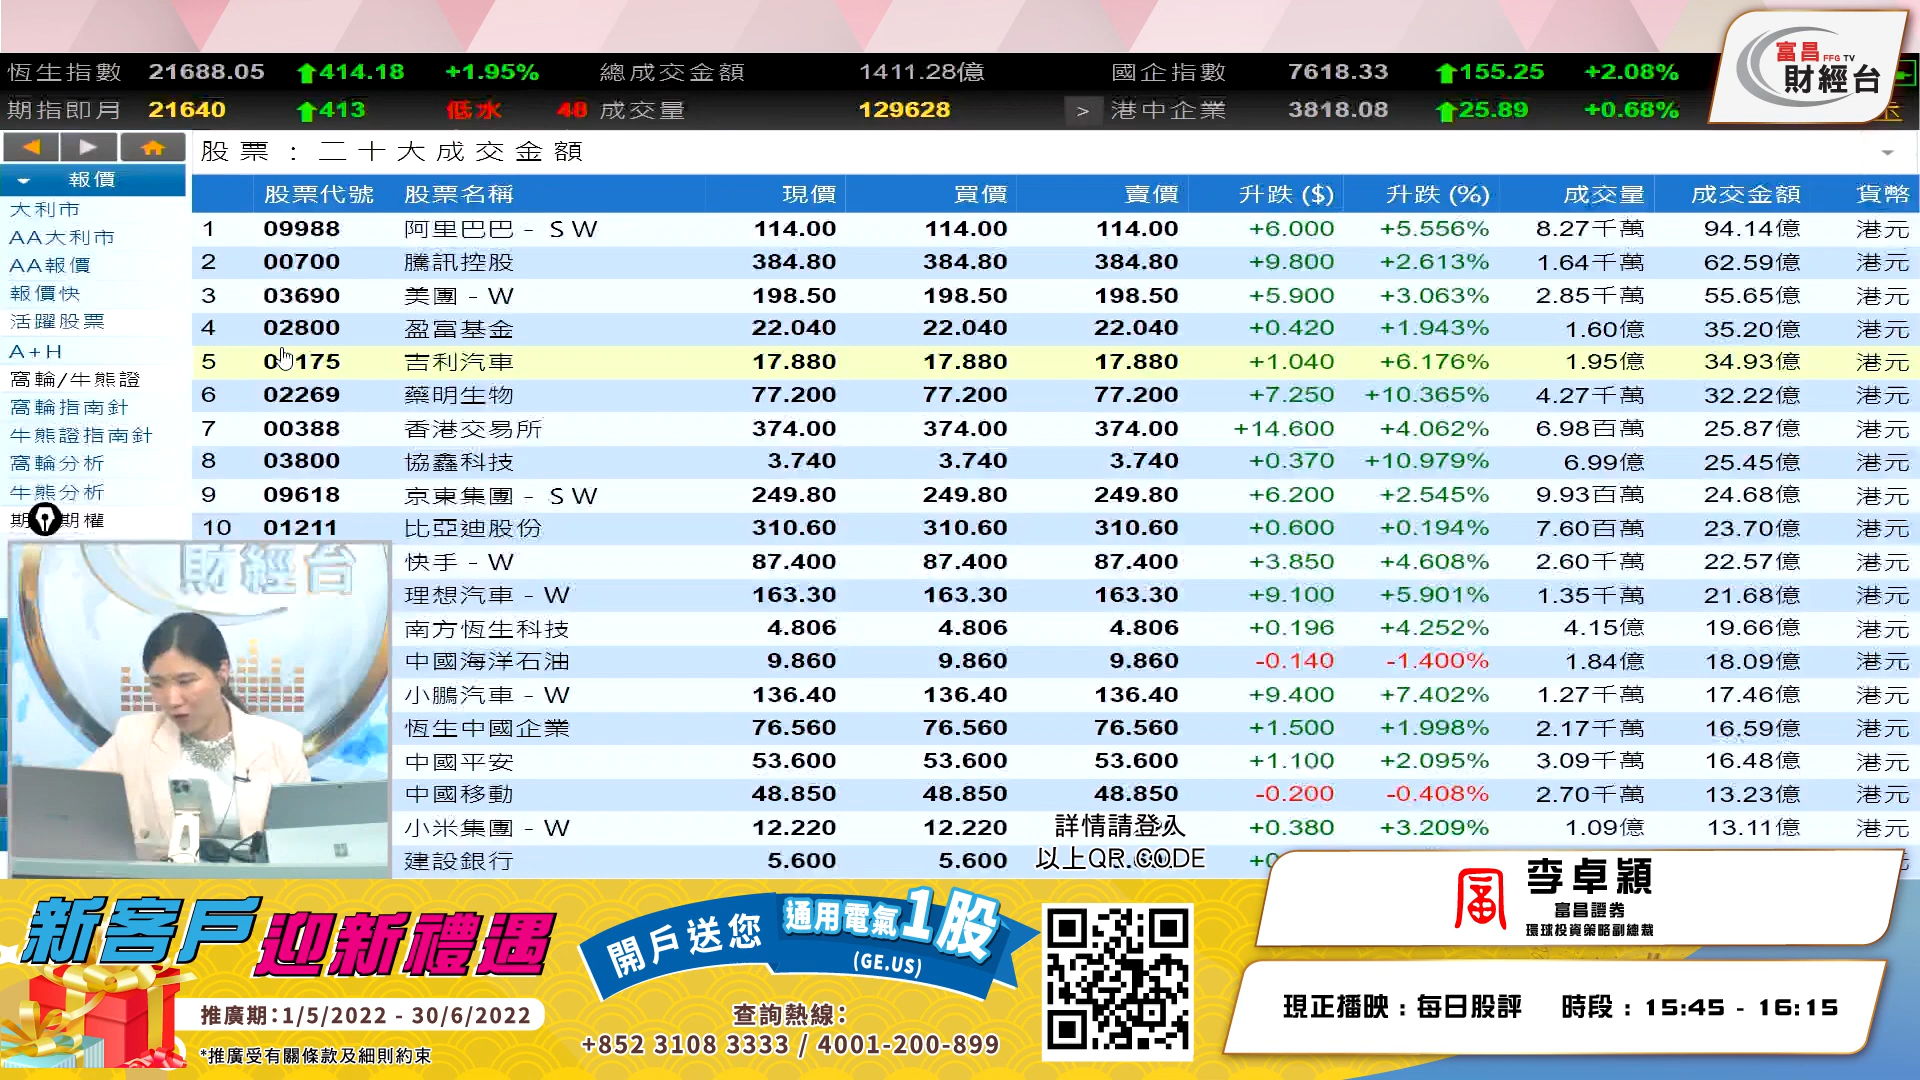 恆生指數 21688.05 414.18 +1.95% 總成交金額 1411.28億 國企指數 7618.33 155.25 +2.08%
期指即月 21640 413 低水 48 成交量 129628 > 港中企業 3818.08 25.89 +0.68%
富昌 FFG TV
財經台
股票：二十大成交金額
報價
大利市
AA大利市
AA報價
報價快
活躍股票
A+H
窩輪/牛熊證
窩輪指南針
牛熊證指南針
窩輪分析
牛熊分析
期 期權
股票代號 股票名稱 現價 買價 賣價 升跌 ($) 升跌 (%) 成交量 成交金額 貨幣
1 09988 阿里巴巴 - SW 114.00 114.00 114.00 +6.000 +5.556% 8.27千萬 94.14億 港元
2 00700 騰訊控股 384.80 384.80 384.80 +9.800 +2.613% 1.64千萬 62.59億 港元
3 03690 美團 - W 198.50 198.50 198.50 +5.900 +3.063% 2.85千萬 55.65億 港元
4 02800 盈富基金 22.040 22.040 22.040 +0.420 +1.943% 1.60億 35.20億 港元
5 00175 吉利汽車 17.880 17.880 17.880 +1.040 +6.176% 1.95億 34.93億 港元
6 02269 藥明生物 77.200 77.200 77.200 +7.250 +10.365% 4.27千萬 32.22億 港元
7 00388 香港交易所 374.00 374.00 374.00 +14.600 +4.062% 6.98百萬 25.87億 港元
8 03800 協鑫科技 3.740 3.740 3.740 +0.370 +10.979% 6.99億 25.45億 港元
9 09618 京東集團 - SW 249.80 249.80 249.80 +6.200 +2.545% 9.93百萬 24.68億 港元
10 01211 比亞迪股份 310.60 310.60 310.60 +0.600 +0.194% 7.60百萬 23.70億 港元
快手 - W 87.400 87.400 87.400 +3.850 +4.608% 2.60千萬 22.57億 港元
理想汽車 - W 163.30 163.30 163.30 +9.100 +5.901% 1.35千萬 21.68億 港元
南方恆生科技 4.806 4.806 4.806 +0.196 +4.252% 4.15億 19.66億 港元
中國海洋石油 9.860 9.860 9.860 -0.140 -1.400% 1.84億 18.09億 港元
小鵬汽車 - W 136.40 136.40 136.40 +9.400 +7.402% 1.27千萬 17.46億 港元
恆生中國企業 76.560 76.560 76.560 +1.500 +1.998% 2.17千萬 16.59億 港元
中國平安 53.600 53.600 53.600 +1.100 +2.095% 3.09千萬 16.48億 港元
中國移動 48.850 48.850 48.850 -0.200 -0.408% 2.70千萬 13.23億 港元
小米集團 - W 12.220 12.220 +0.380 +3.209% 1.09億 13.11億 港元
建設銀行 5.600 5.600
財經台
詳情請登入
以上QR.CODE
新客戶迎新禮遇
推廣期：1/5/2022 - 30/6/2022
*推廣受有關條款及細則約束
開戶送您 通用電氣1股
(GE.US)
查詢熱線：
+852 3108 3333 / 4001-200-899
李卓穎
富昌證券
環球投資策略副總裁
現正播映：每日股評 時段：15:45 - 16:15